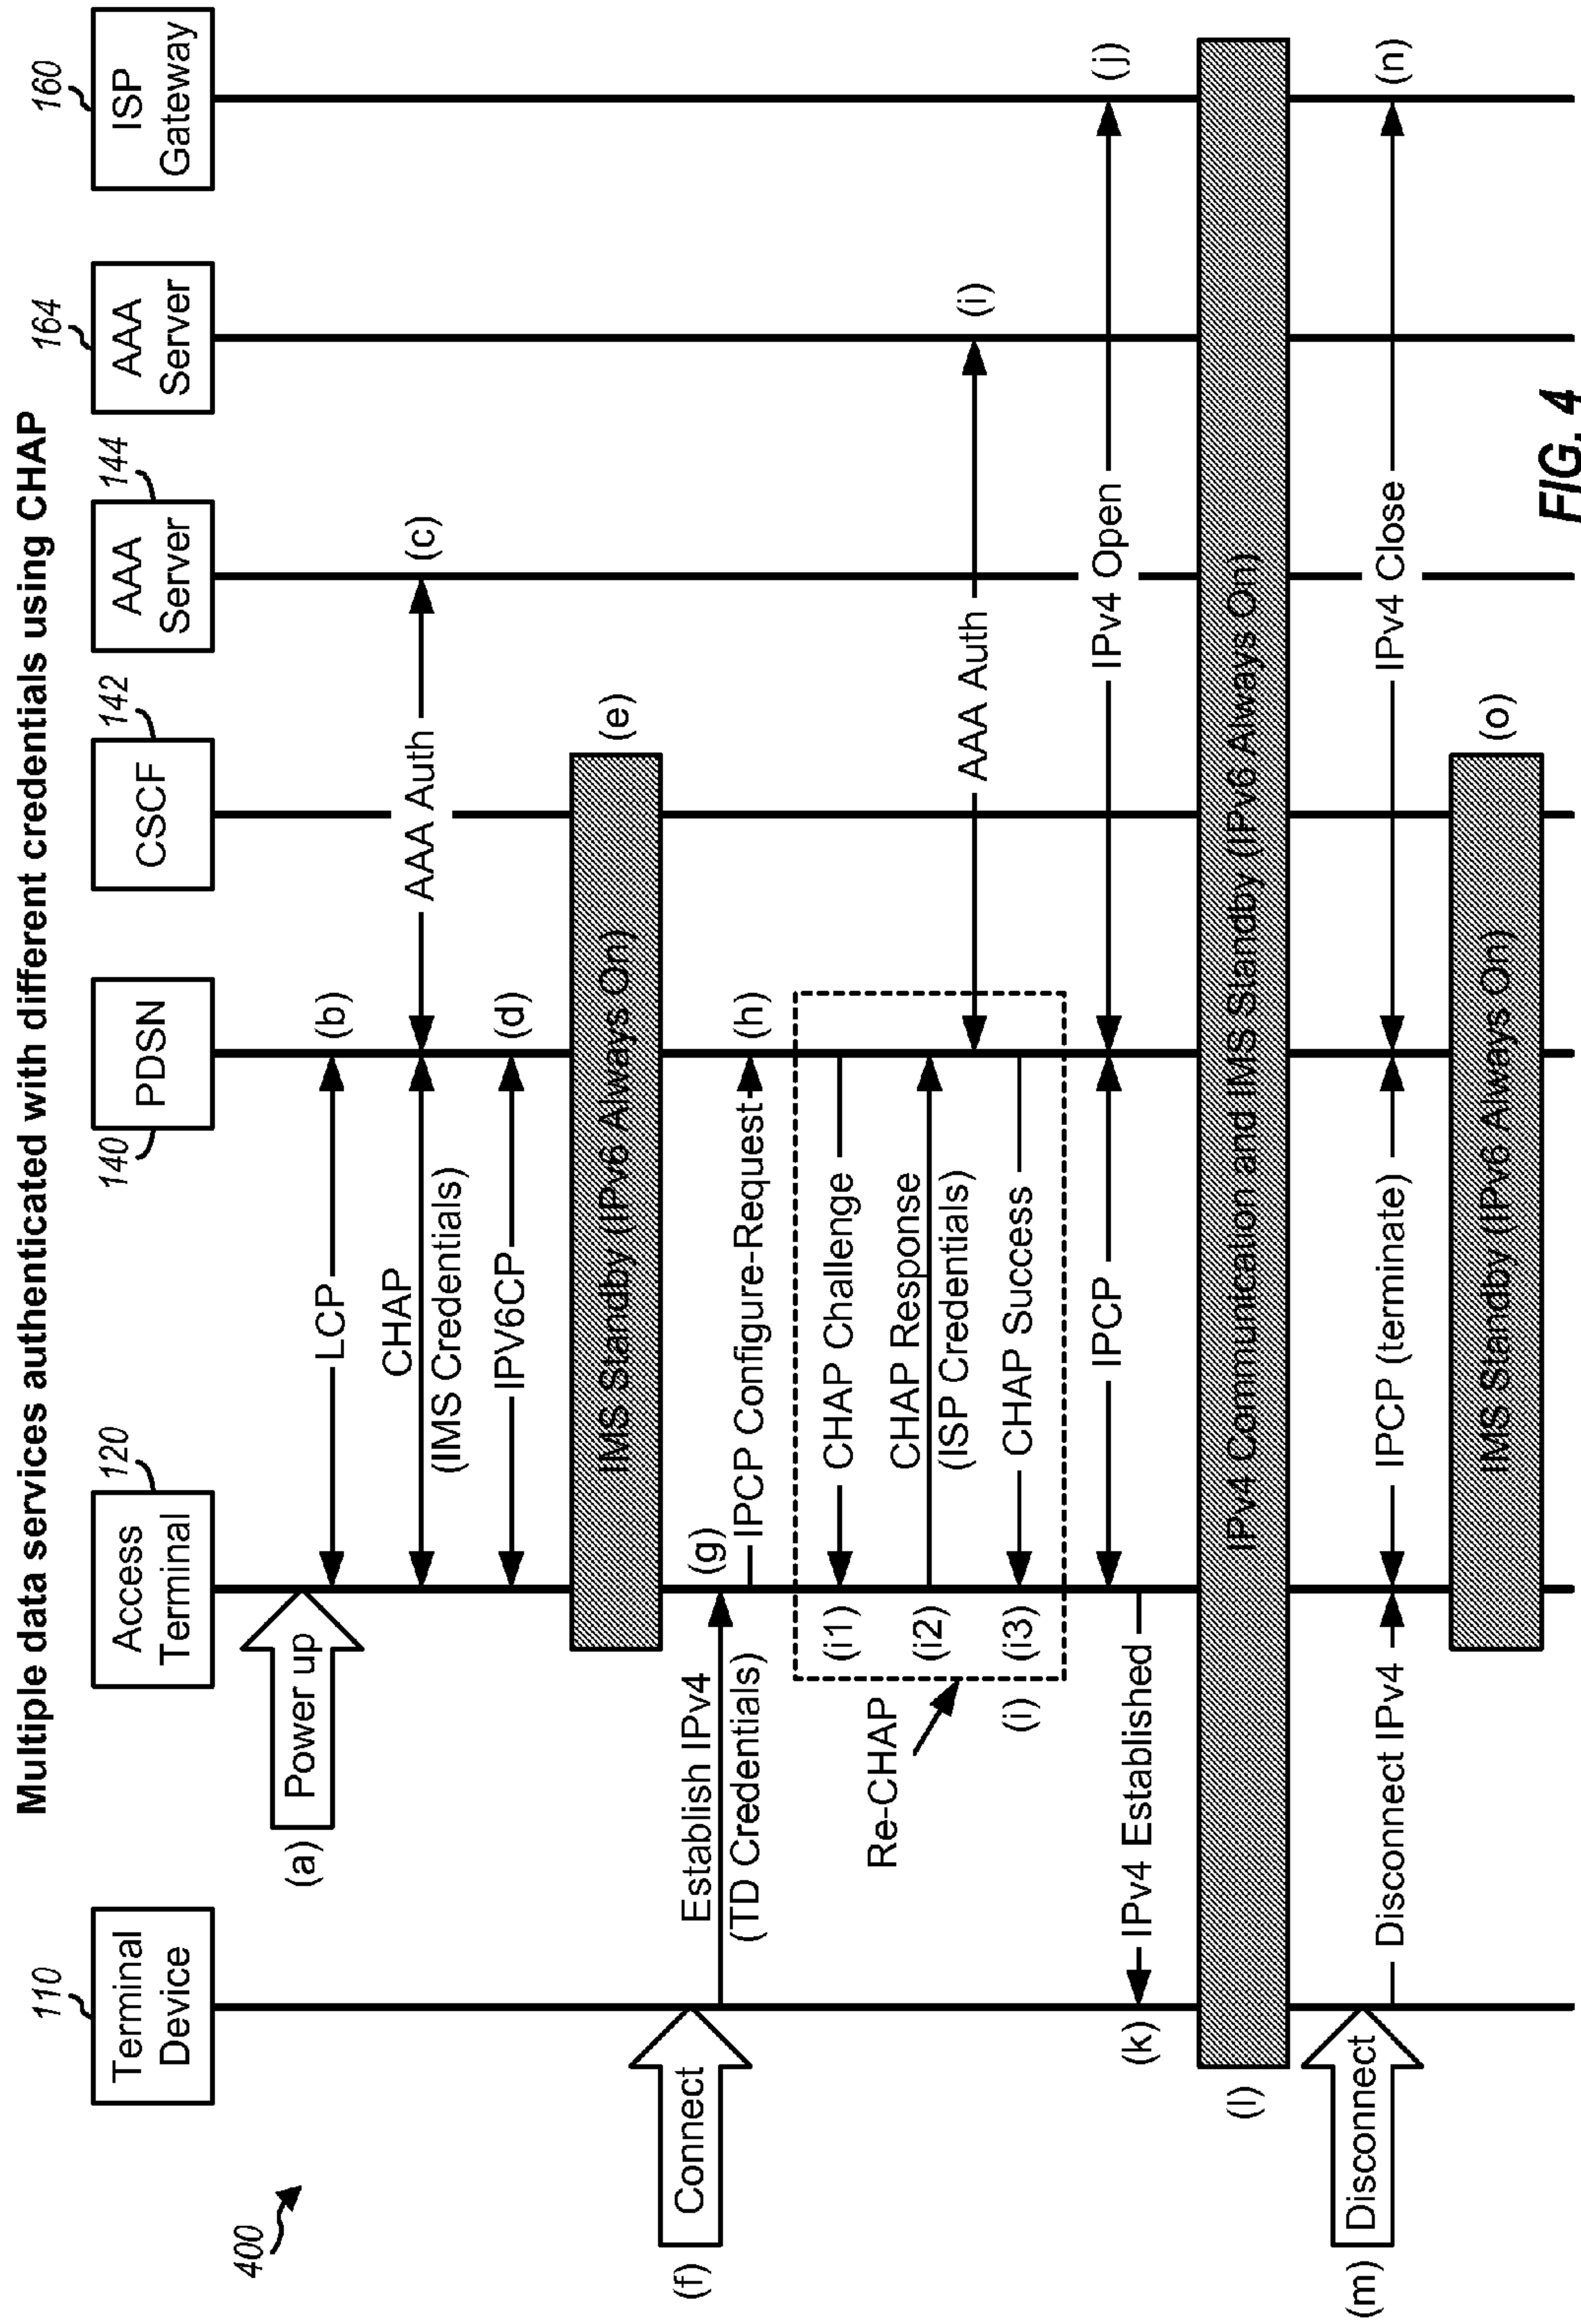 Multiple data services authenticated with different credentials using CHAP
400
110
Terminal
Device
120
Access
Terminal
140
PDSN
142
CSCF
144
AAA
Server
164
AAA
Server
160
ISP
Gateway
(a)
Power up
LCP
(b)
CHAP
(IMS Credentials)
AAA Auth
(c)
IPV6CP
(d)
IMS Standby (IPv6 Always On)
(e)
(f)
Connect
Establish IPv4
(TD Credentials)
(g)
IPCP Configure-Request
(h)
Re-CHAP
(i)
(i1)
CHAP Challenge
(i2)
CHAP Response
(ISP Credentials)
AAA Auth
(i)
(i3)
CHAP Success
IPCP
IPv4 Open
(j)
(k)
IPv4 Established
(l)
IPv4 Communication and IMS Standby (IPv6 Always On)
(m)
Disconnect
Disconnect IPv4
IPCP (terminate)
IPv4 Close
(n)
IMS Standby (IPv6 Always On)
(o)
FIG. 4